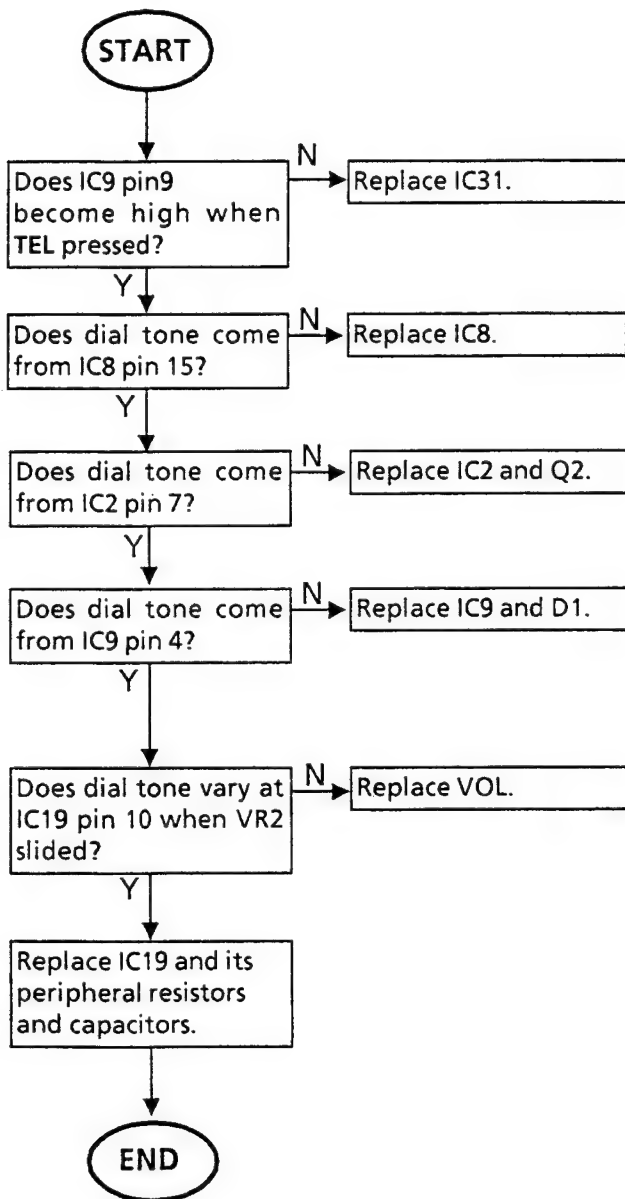 START
Does IC9 pin9
become high when
TEL pressed?
N
Replace IC31.
Y
Does dial tone come
from IC8 pin 15?
N
Replace IC8.
Y
Does dial tone come
from IC2 pin 7?
N
Replace IC2 and Q2.
Y
Does dial tone come
from IC9 pin 4?
N
Replace IC9 and D1.
Y
Does dial tone vary at
IC19 pin 10 when VR2
slided?
N
Replace VOL.
Y
Replace IC19 and its
peripheral resistors
and capacitors.
END